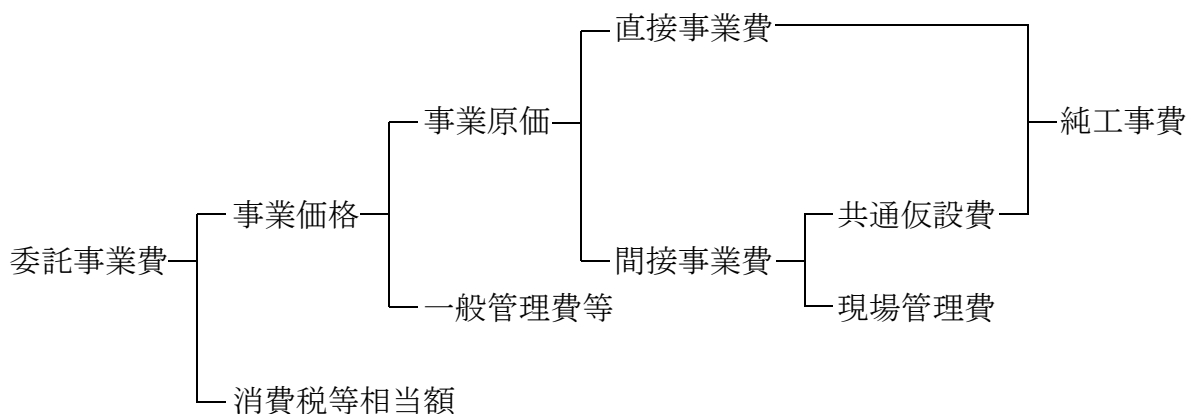 直接事業費
事業原価
純工事費
事業価格
共通仮設費
委託事業費
間接事業費
一般管理費等
現場管理費
消費税等相当額